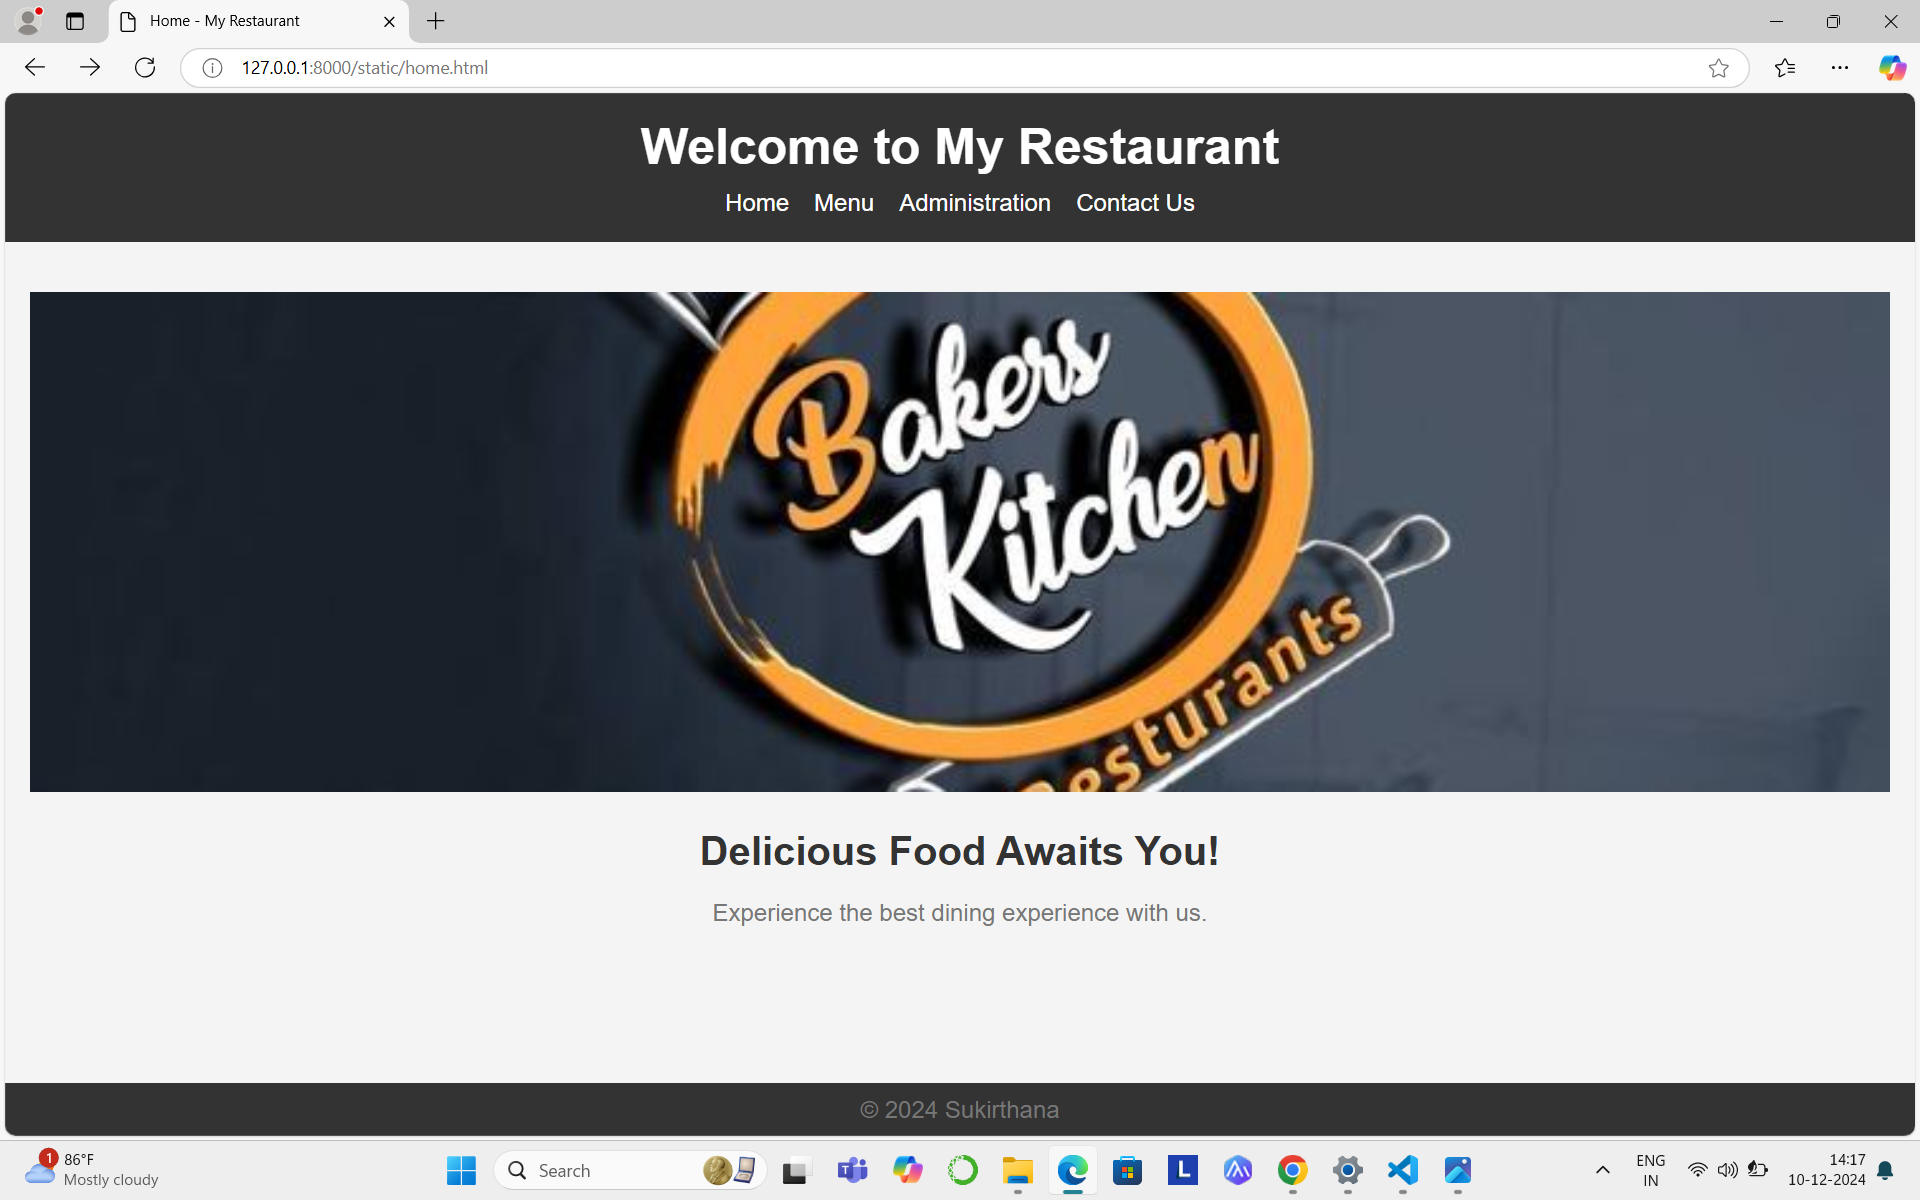 Home - My Restaurant
127.0.0.1:8000/static/home.html
Welcome to My Restaurant
Home Menu Administration Contact Us
Bakers
Kitchen
Resturants
Delicious Food Awaits You!
Experience the best dining experience with us.
© 2024 Sukirthana
1
86°F
Mostly cloudy
Search
L
ENG
IN
14:17
10-12-2024